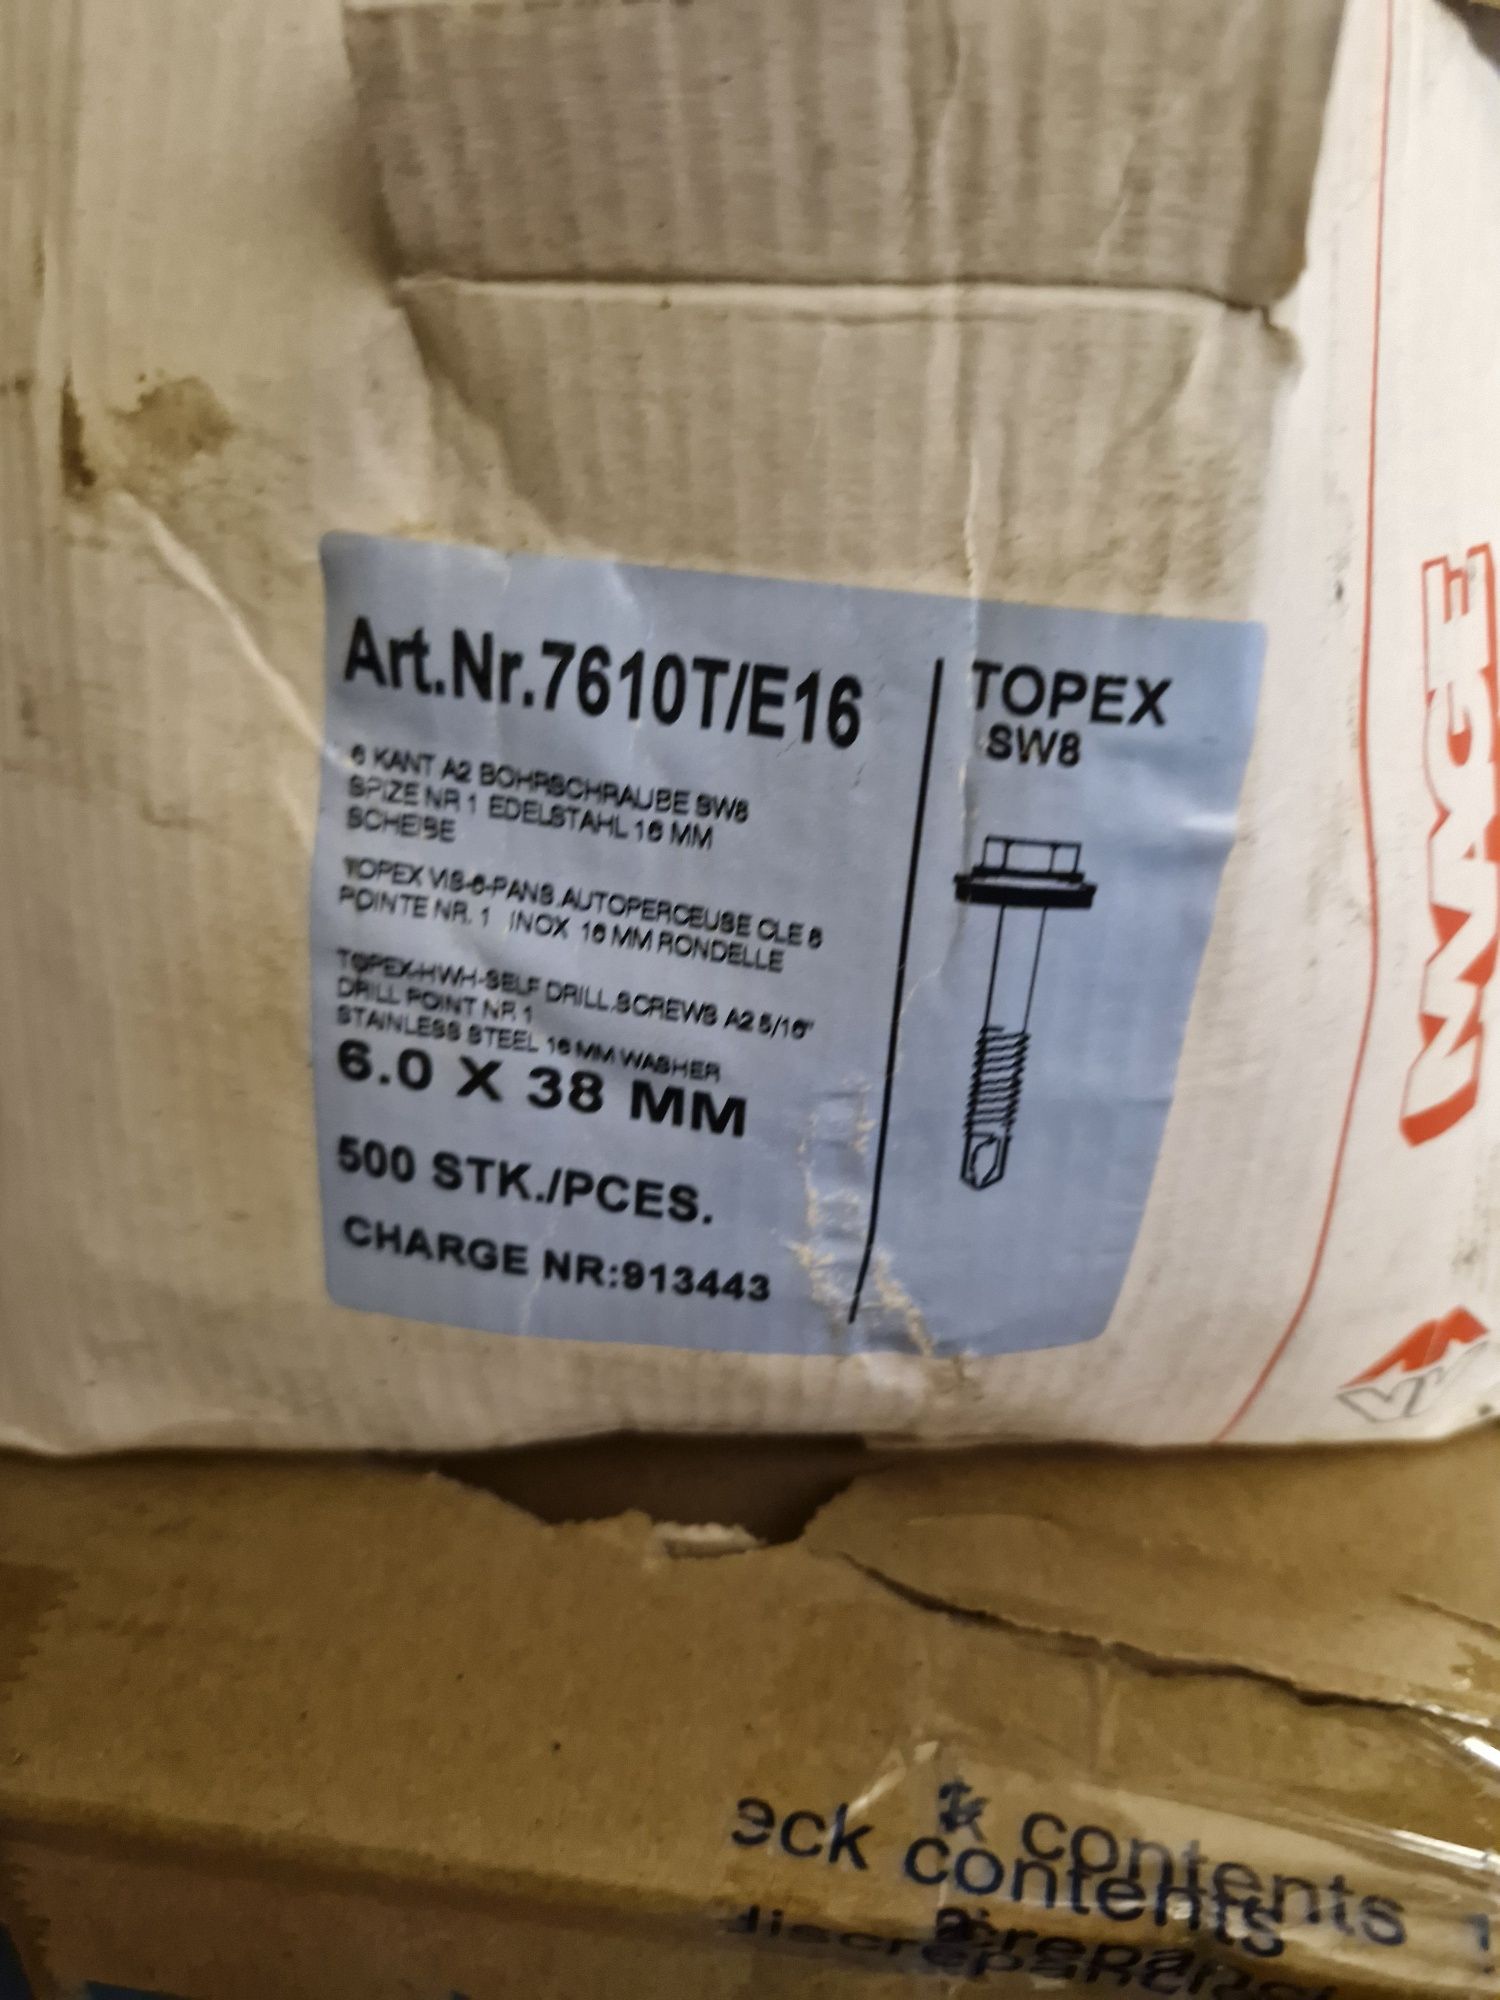 Art.Nr.7610T/E16
6 KANT A2 BOHRSCHRAUBE SW8
SPIZE NR 1 EDELSTAHL 16 MM
SCHEIBE
TOPEX VIS-6-PANS.AUTOPERCEUSE CLE 8
POINTE NR. 1 INOX 16 MM RONDELLE
TOPEX-HWH-SELF DRILL.SCREWS A2 5/16"
DRILL POINT NR 1
STAINLESS STEEL 16 MM WASHER
6.0 X 38 MM
500 STK./PCES.
CHARGE NR:913443
TOPEX
SW8
contents
eck contents